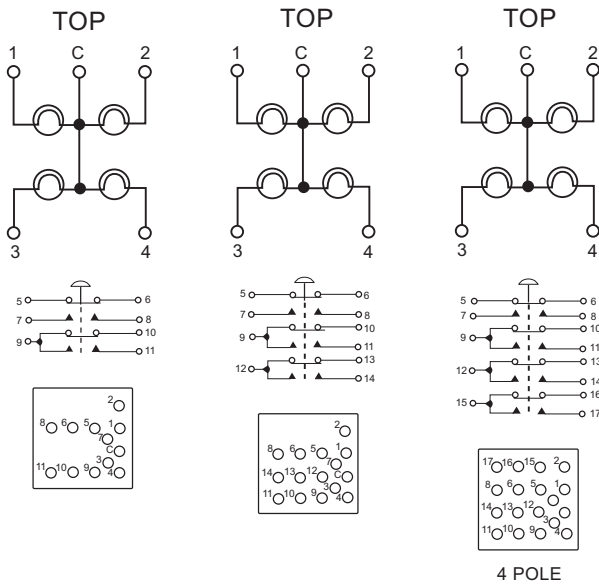 TOP TOP TOP
1 C 2 1 C 2 1 C 2
3 4 3 4 3 4
5 6 5 6 5 6
7 8 7 8 7 8
9 10 9 10 9 10
11 11 11
12 13 12 13
14 14
15 16
17
2
8 6 5 1
7
C
3
11 10 9 4
2
8 6 5 1
7
14 13 12 C
3
11 10 9 4
17 16 15 2
8 6 5 1
14 13 12
3
11 10 9 4
4 POLE